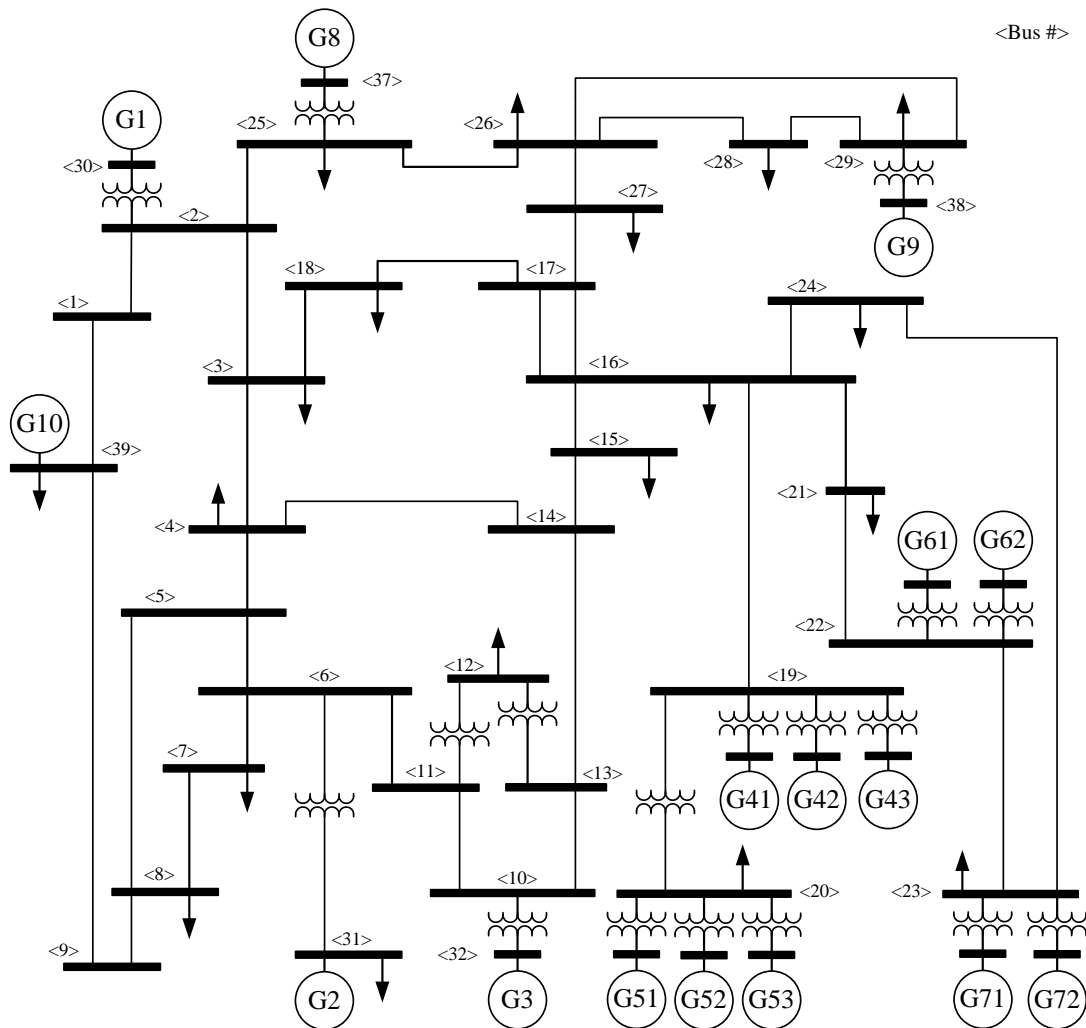 G8
<Bus #>
<37>
G1
<25>
<26>
<30>
<28>
<29>
<27>
<38>
<2>
G9
<18>
<17>
<24>
<1>
<3>
<16>
G10
<39>
<15>
<21>
<4>
<14>
G61
G62
<5>
<22>
<6>
<12>
<19>
<7>
<11>
<13>
G41
G42
G43
<8>
<10>
<20>
<23>
<9>
<31>
<32>
G2
G3
G51
G52
G53
G71
G72